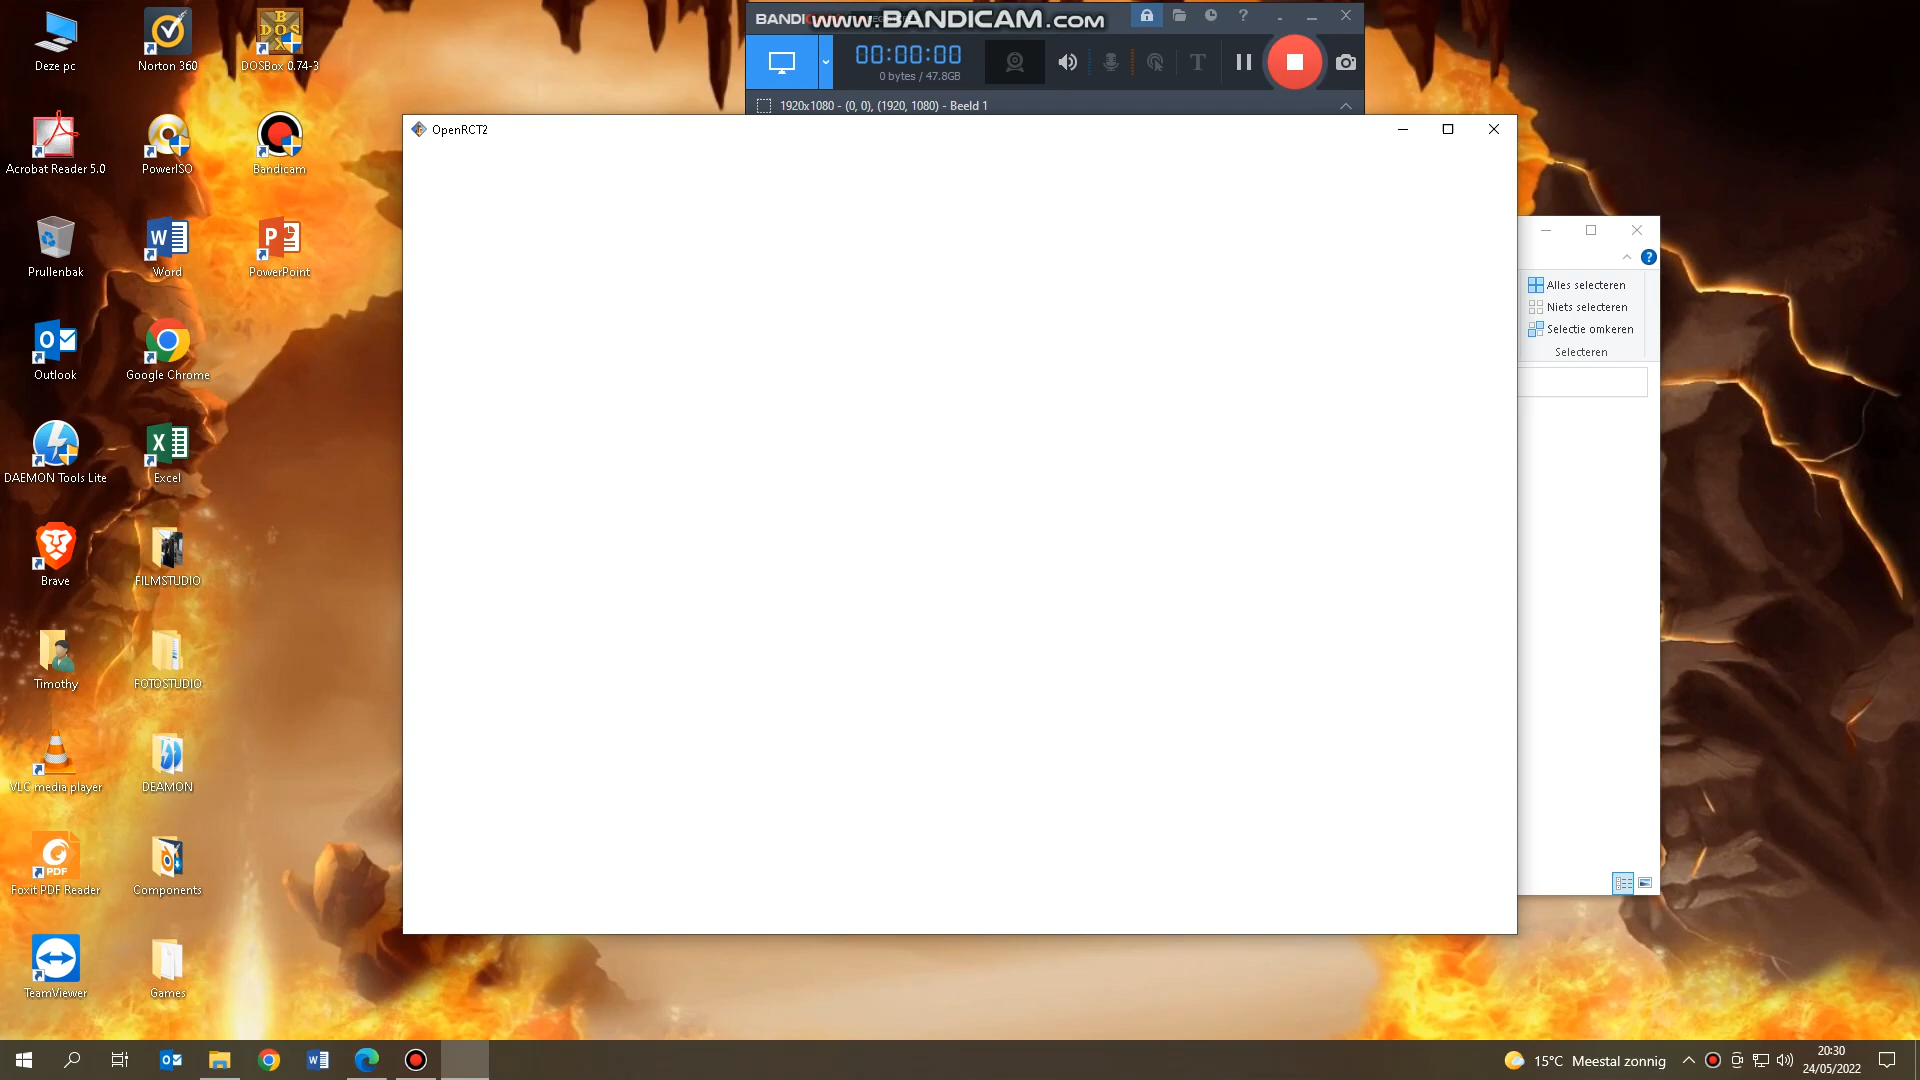 Deze pc
Norton 360
DOSBox 0.74-3
Acrobat Reader 5.0
PowerISO
Bandicam
Prullenbak
Word
PowerPoint
Outlook
Google Chrome
DAEMON Tools Lite
Excel
Brave
FILMSTUDIO
Timothy
FOTOSTUDIO
VLC media player
DEAMON
Foxit PDF Reader
Components
TeamViewer
Games
www.BANDICAM.com
00:00:00
0 bytes / 47.8GB
1920x1080 - (0, 0), (1920, 1080) - Beeld 1
OpenRCT2
Alles selecteren
Niets selecteren
Selectie omkeren
Selecteren
15°C Meestal zonnig
20:30
24/05/2022